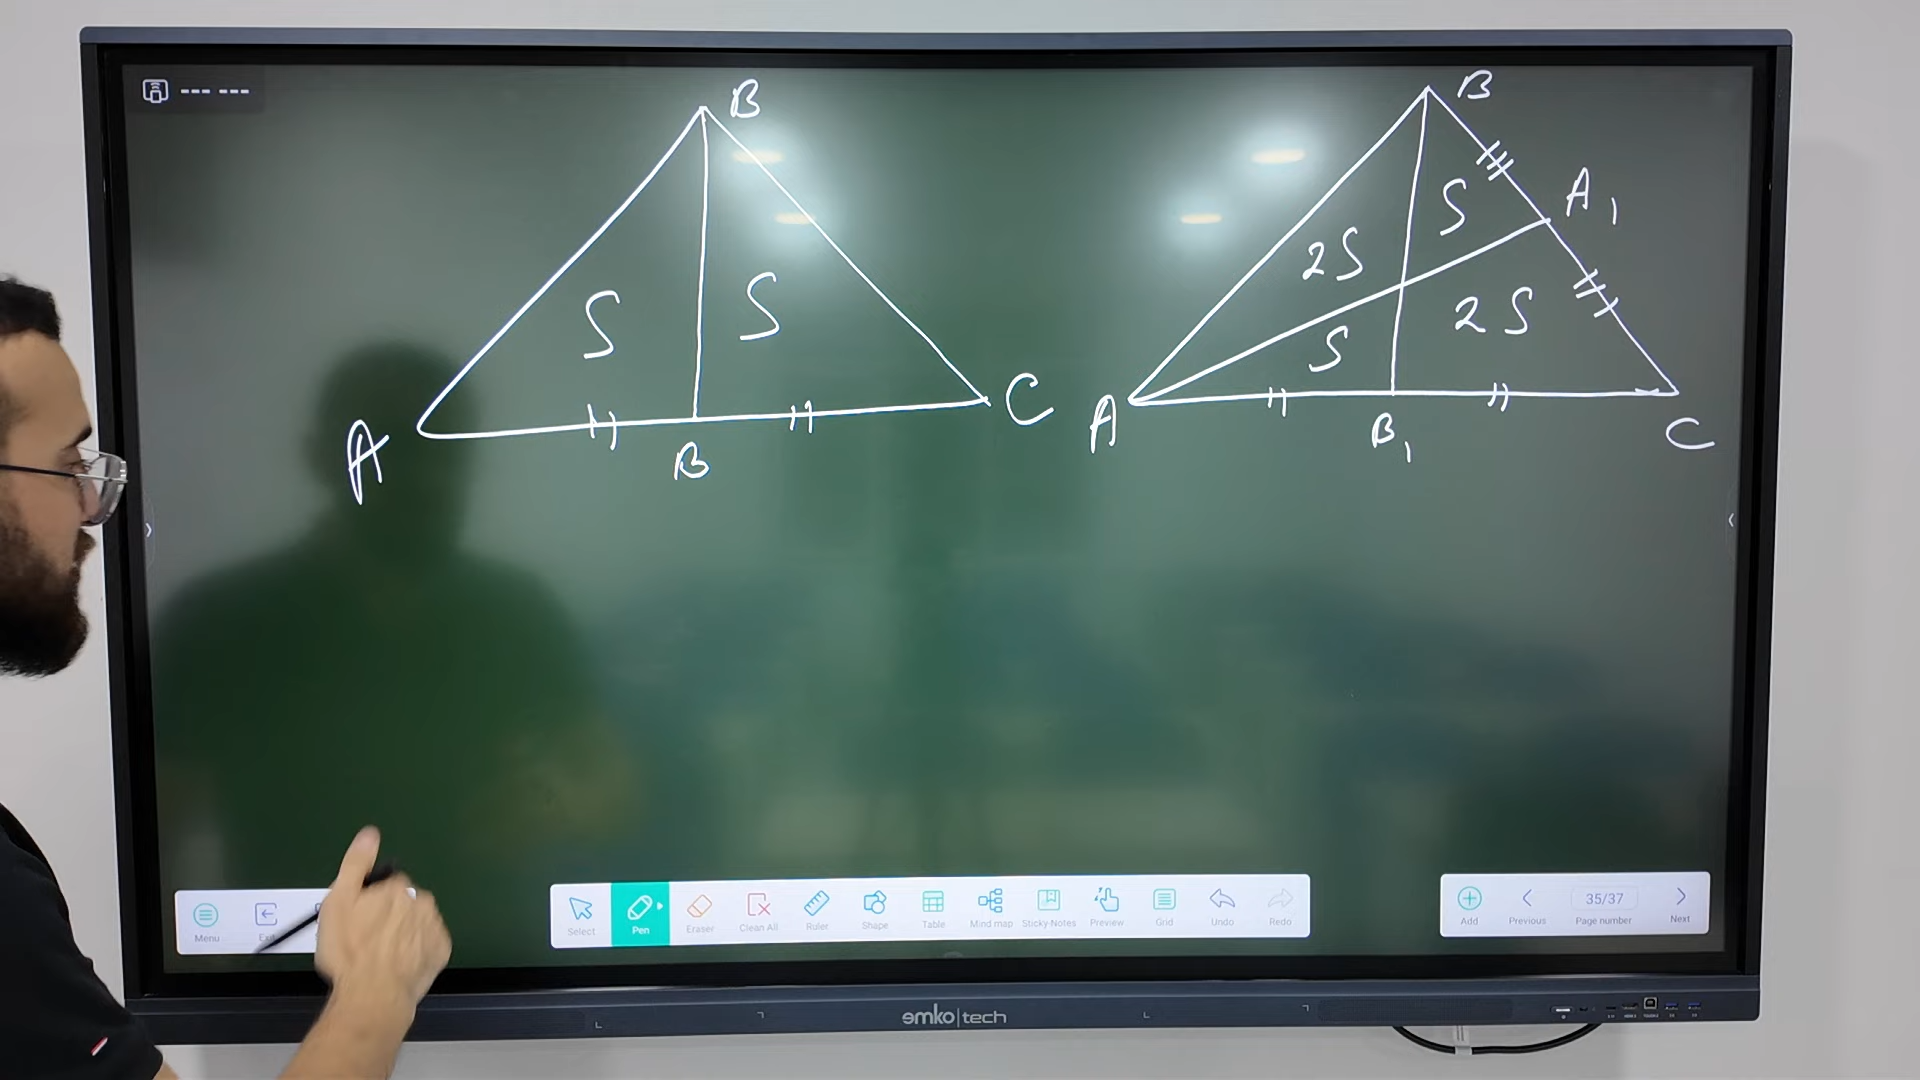 B
S
S
A
B
C
B
A1
S
2S
S
2S
A
B1
C
Menu
Select
Pen
Eraser
Clean All
Ruler
Shape
Table
Mind map
Sticky Notes
Preview
Grid
Undo
Redo
Add
Previous
35/37
Page number
Next
emko|tech